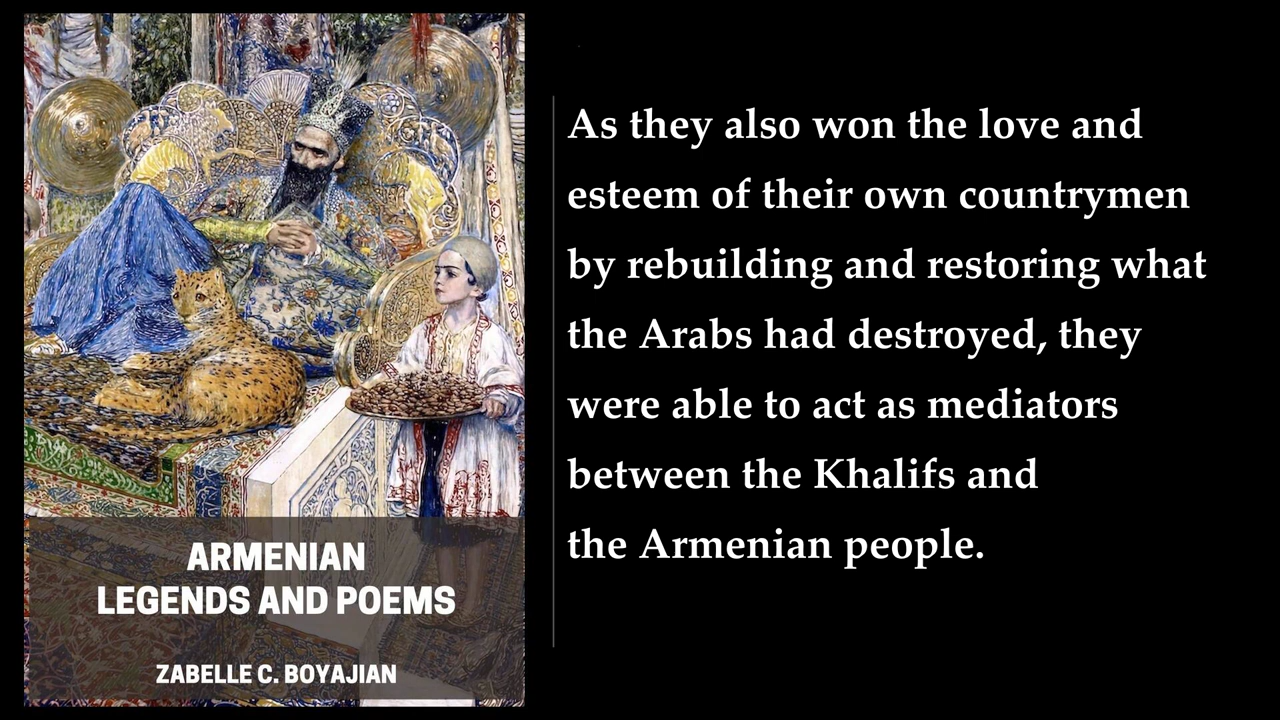 ARMENIAN
LEGENDS AND POEMS
ZABELLE C. BOYAJIAN
As they also won the love and
esteem of their own countrymen
by rebuilding and restoring what
the Arabs had destroyed, they
were able to act as mediators
between the Khalifs and
the Armenian people.